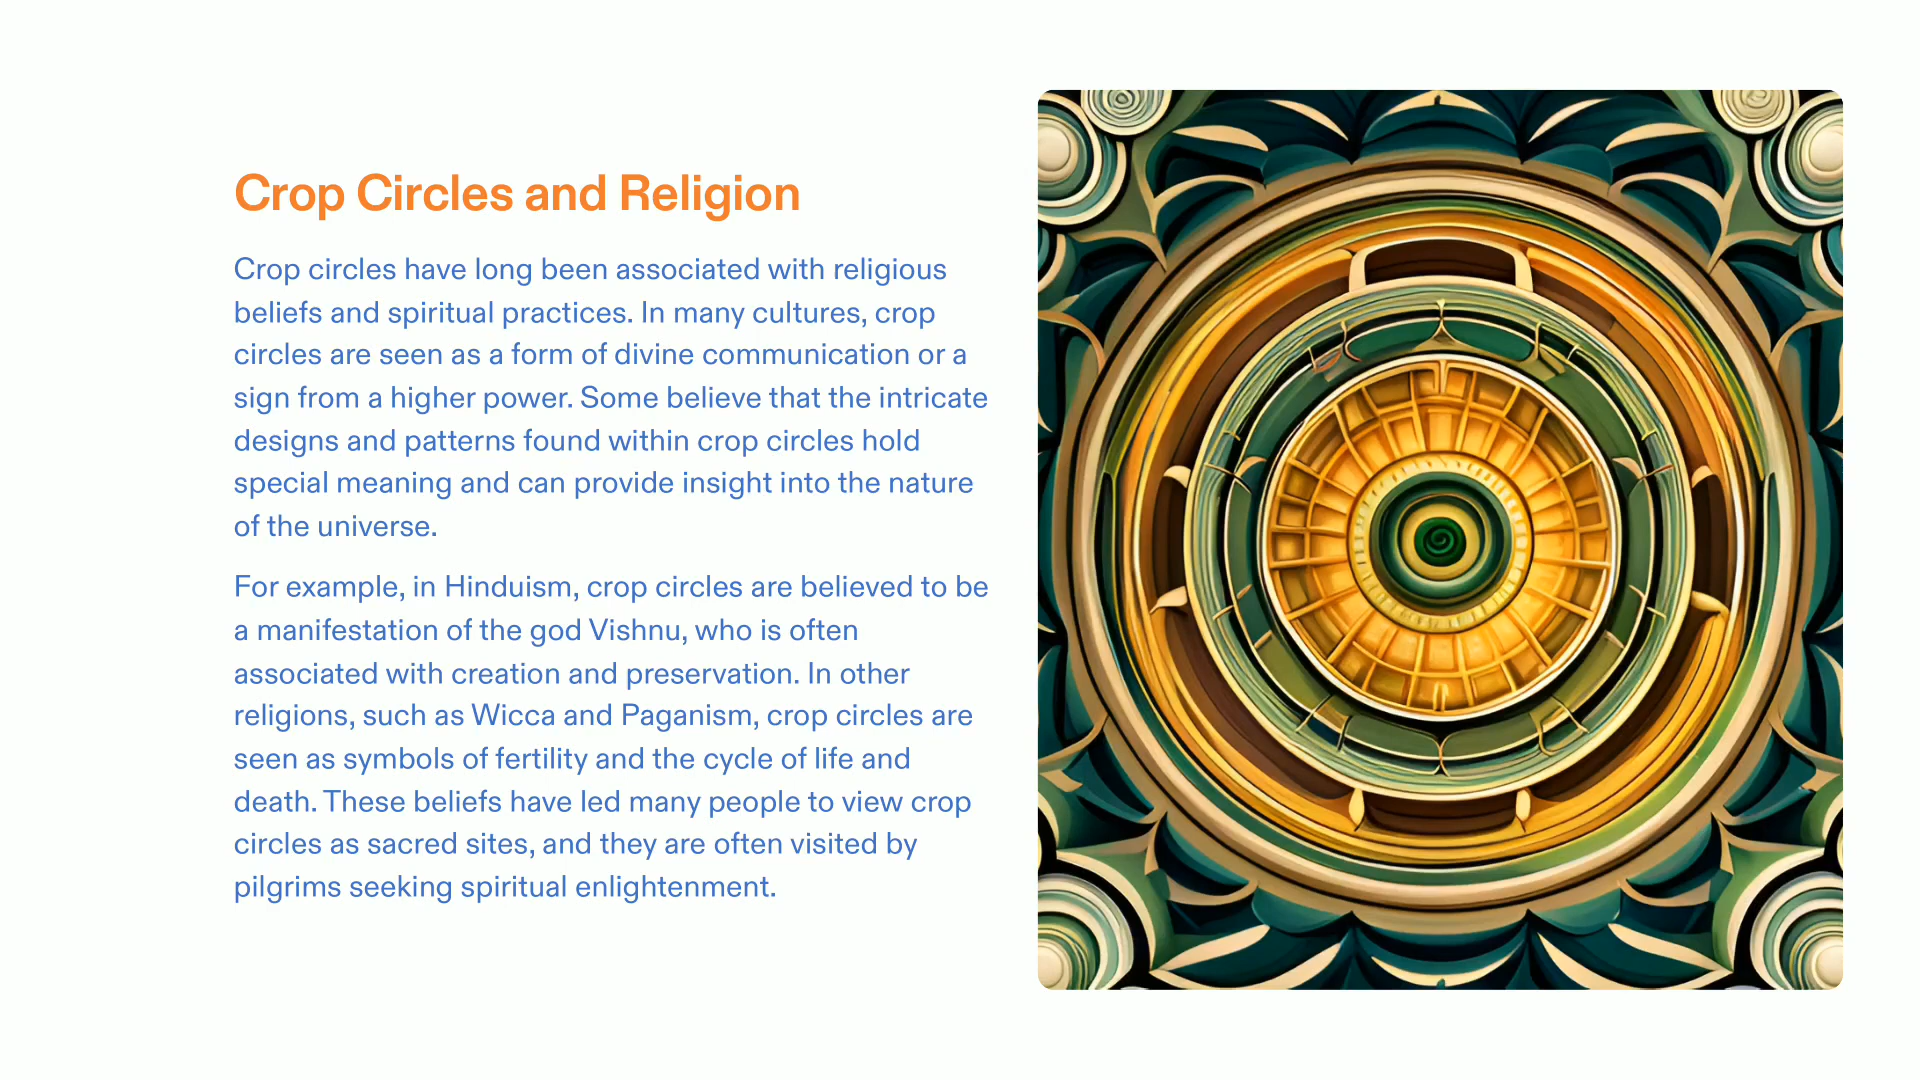 Crop Circles and Religion
Crop circles have long been associated with religious
beliefs and spiritual practices. In many cultures, crop
circles are seen as a form of divine communication or a
sign from a higher power. Some believe that the intricate
designs and patterns found within crop circles hold
special meaning and can provide insight into the nature
of the universe.
For example, in Hinduism, crop circles are believed to be
a manifestation of the god Vishnu, who is often
associated with creation and preservation. In other
religions, such as Wicca and Paganism, crop circles are
seen as symbols of fertility and the cycle of life and
death. These beliefs have led many people to view crop
circles as sacred sites, and they are often visited by
pilgrims seeking spiritual enlightenment.